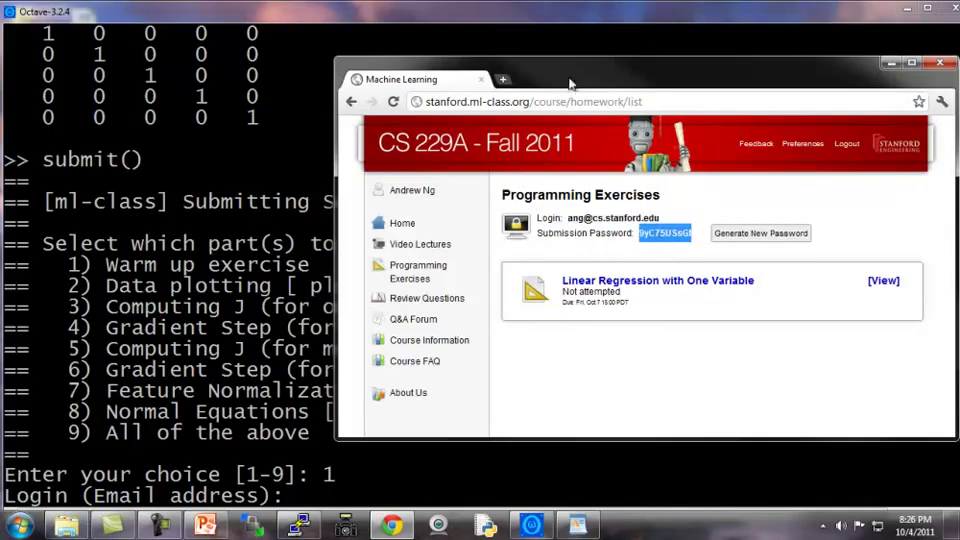 Octave-3.2.4
1 0 0 0 0
0 1 0 0 0
0 0 1 0 0
0 0 0 1 0
0 0 0 0 1
>> submit()
==
== [ml-class] Submitting S
==
== Select which part(s) to
== 1) Warm up exercise
== 2) Data plotting [ pl
== 3) Computing J (for o
== 4) Gradient Step (for
== 5) Computing J (for m
== 6) Gradient Step (for
== 7) Feature Normalizat
== 8) Normal Equations [
== 9) All of the above
==
Enter your choice [1-9]: 1
Login (Email address):
Machine Learning
stanford.ml-class.org/course/homework/list
CS 229A - Fall 2011
Feedback Preferences Logout
STANFORD
ENGINEERING
Andrew Ng
Home
Video Lectures
Programming
Exercises
Review Questions
Q&A Forum
Course Information
Course FAQ
About Us
Programming Exercises
Login: ang@cs.stanford.edu
Submission Password:
Generate New Password
Linear Regression with One Variable
[View]
Not attempted
Due: Fri, Oct 7 15:00 PDT
8:26 PM
10/4/2011